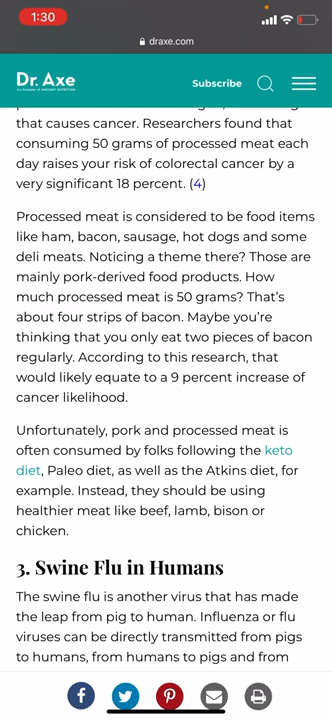 1:30
draxe.com
Dr. Axe
Subscribe
that causes cancer. Researchers found that
consuming 50 grams of processed meat each
day raises your risk of colorectal cancer by a
very significant 18 percent. (4)
Processed meat is considered to be food items
like ham, bacon, sausage, hot dogs and some
deli meats. Noticing a theme there? Those are
mainly pork-derived food products. How
much processed meat is 50 grams? That's
about four strips of bacon. Maybe you're
thinking that you only eat two pieces of bacon
regularly. According to this research, that
would likely equate to a 9 percent increase of
cancer likelihood.
Unfortunately, pork and processed meat is
often consumed by folks following the keto
diet, Paleo diet, as well as the Atkins diet, for
example. Instead, they should be using
healthier meat like beef, lamb, bison or
chicken.
3. Swine Flu in Humans
The swine flu is another virus that has made
the leap from pig to human. Influenza or flu
viruses can be directly transmitted from pigs
to humans, from humans to pigs and from